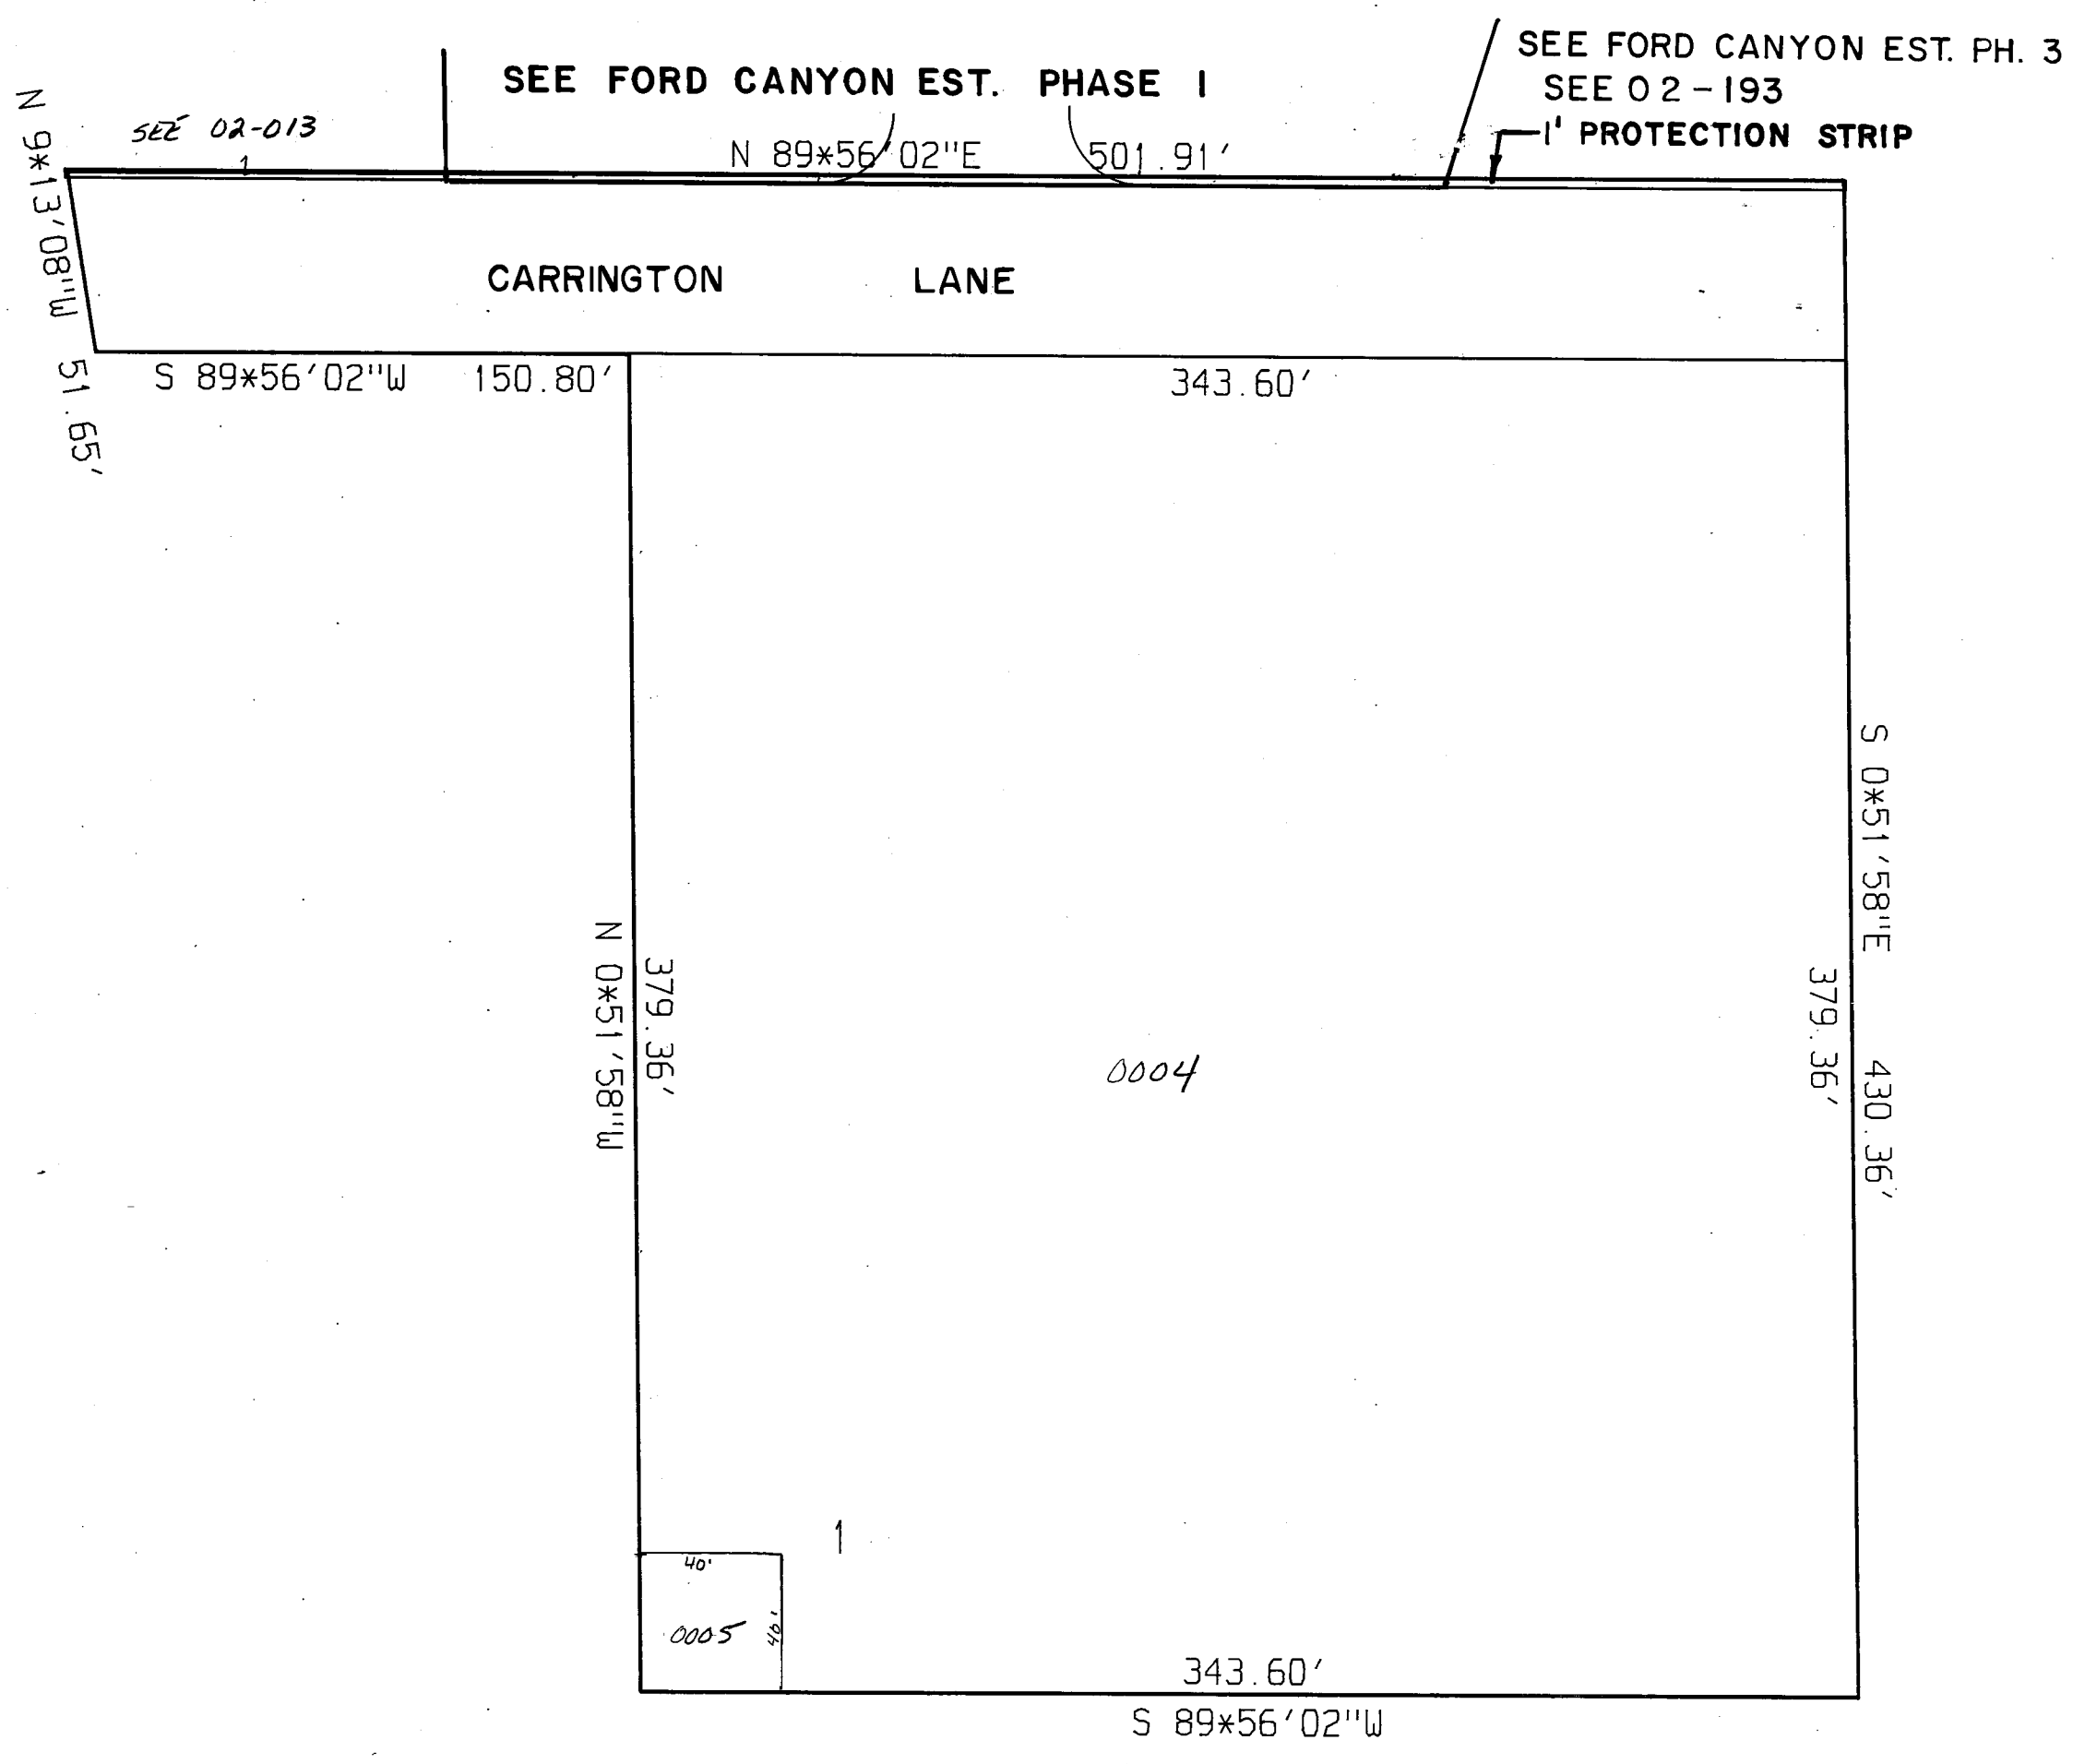 SEE FORD CANYON EST. PH. 3
SEE 02-193
1' PROTECTION STRIP
SEE FORD CANYON EST. PHASE 1
SEE 02-013
1
N 89*56'02"E 501.91'
N 9*13'08"W 51.65'
CARRINGTON LANE
S 89*56'02"W 150.80'
343.60'
S 0*51'58"E 430.36'
379.36'
N 0*51'58"W
379.36'
0004
1
40'
0005
40'
343.60'
S 89*56'02"W